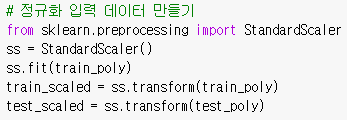 # 정규화 입력 데이터 만들기
from sklearn.preprocessing import StandardScaler
ss = StandardScaler()
ss.fit(train_poly)
train_scaled = ss.transform(train_poly)
test_scaled = ss.transform(test_poly)